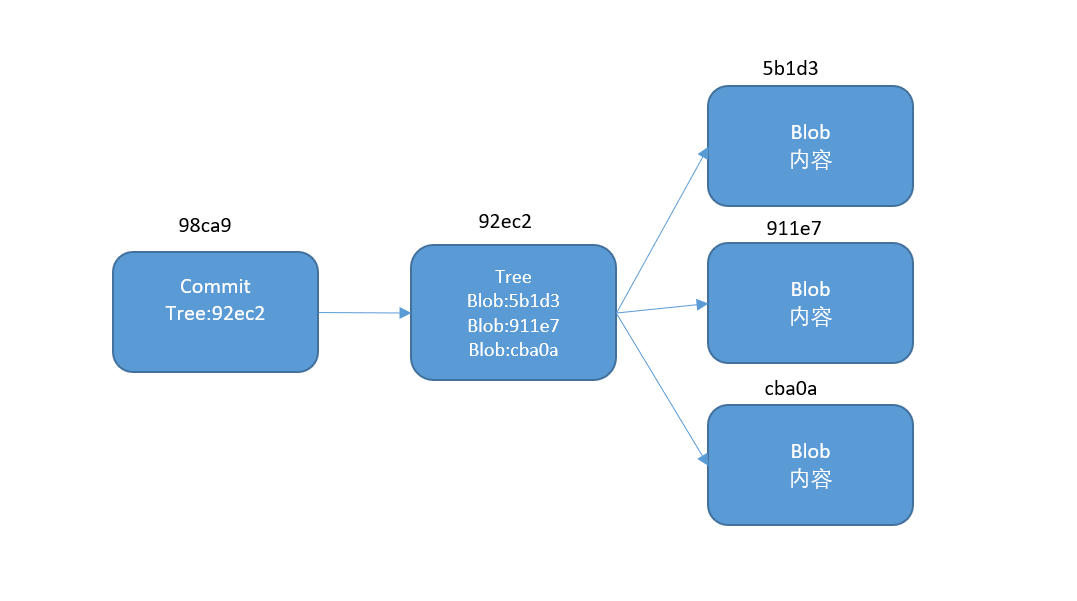 98ca9
Commit
Tree:92ec2
92ec2
Tree
Blob:5b1d3
Blob:911e7
Blob:cba0a
5b1d3
Blob
内容
911e7
Blob
内容
cba0a
Blob
内容